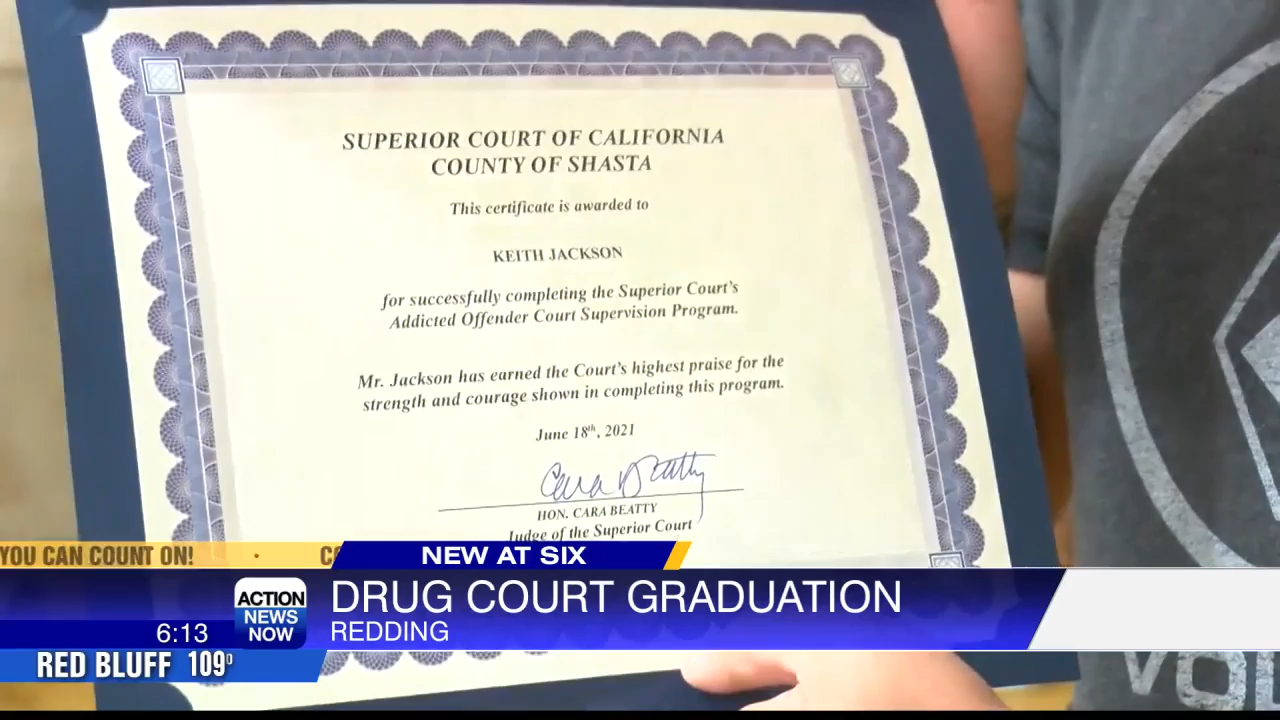 SUPERIOR COURT OF CALIFORNIA
COUNTY OF SHASTA
This certificate is awarded to
KEITH JACKSON
for successfully completing the Superior Court's
Addicted Offender Court Supervision Program.
Mr. Jackson has earned the Court's highest praise for the
strength and courage shown in completing this program.
June 18th, 2021
Cara Beatty
HON. CARA BEATTY
Judge of the Superior Court
YOU CAN COUNT ON!
NEW AT SIX
DRUG COURT GRADUATION
REDDING
ACTION
NEWS
NOW
6:13
RED BLUFF 109°